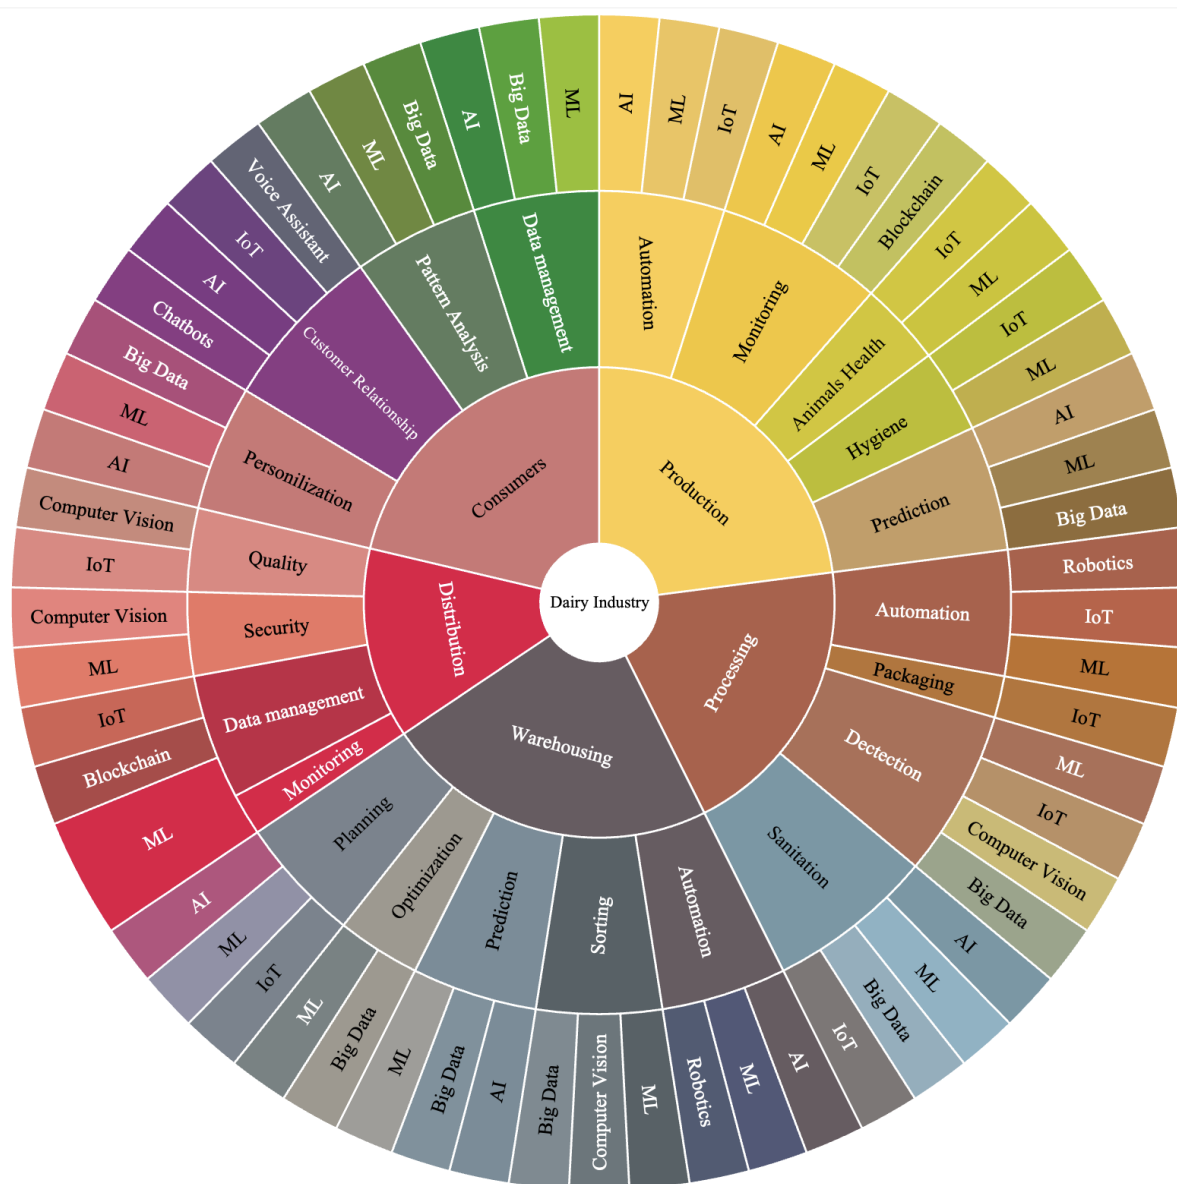 Dairy Industry
Production
Automation
AI
ML
IoT
Monitoring
AI
ML
IoT
Blockchain
Animals Health
IoT
ML
Hygiene
IoT
ML
Prediction
AI
ML
Big Data
Processing
Automation
Robotics
IoT
ML
Packaging
IoT
Dectection
ML
IoT
Computer Vision
Big Data
Sanitation
AI
ML
Big Data
IoT
Warehousing
Automation
AI
ML
Robotics
Sorting
ML
Computer Vision
Big Data
Prediction
AI
Big Data
Optimization
ML
Big Data
Planning
ML
IoT
ML
AI
Distribution
Monitoring
ML
Data management
Blockchain
IoT
Security
ML
Computer Vision
Quality
IoT
Computer Vision
Consumers
Personilization
AI
ML
Big Data
Customer Relationship
Chatbots
AI
IoT
Voice Assistant
Pattern Analysis
AI
ML
Big Data
Data management
AI
Big Data
ML